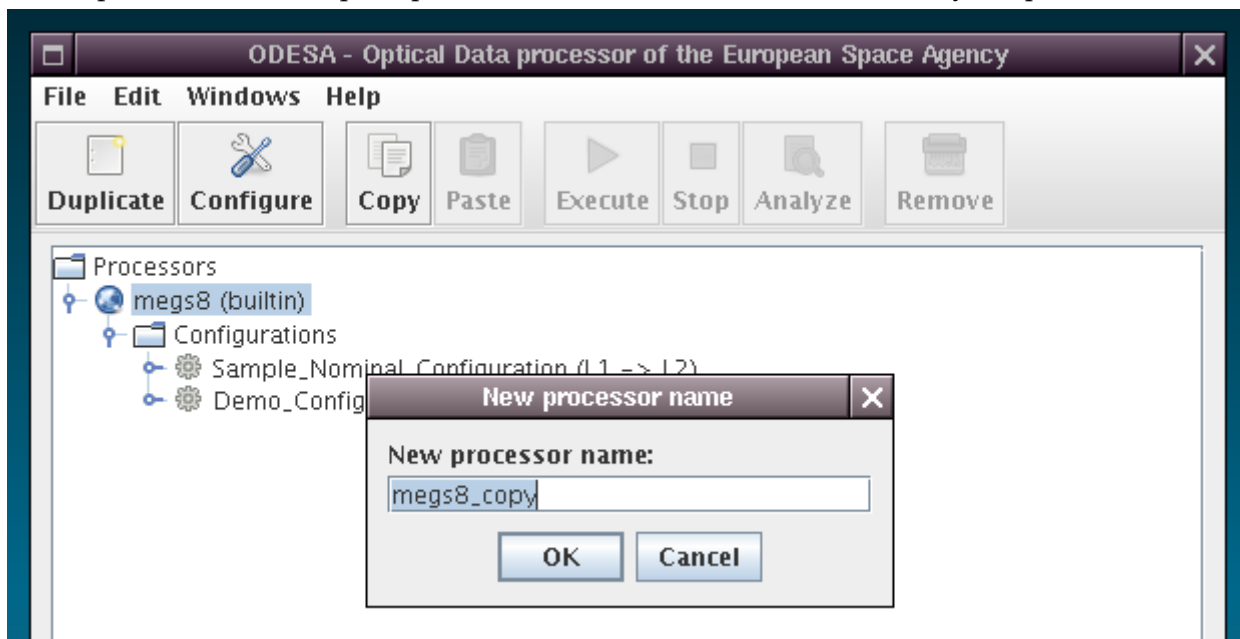 ODESA - Optical Data processor of the European Space Agency
File Edit Windows Help
Duplicate Configure Copy Paste Execute Stop Analyze Remove
Processors
megs8 (builtin)
Configurations
Sample_Nominal_Configuration (L1 -> L2)
Demo_Config
New processor name
New processor name:
megs8_copy
OK Cancel